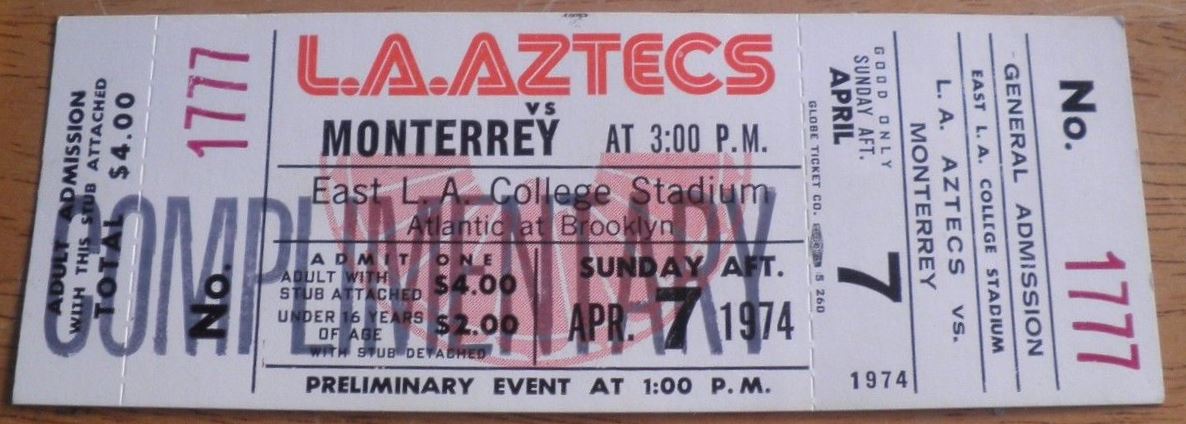 ADULT ADMISSION
WITH THIS STUB ATTACHED
TOTAL $4.00
No. 1777
L.A.AZTECS
VS
MONTERREY AT 3:00 P.M.
East L. A. College Stadium
Atlantic at Brooklyn
COMPLIMENTARY
ADMIT ONE
ADULT WITH
STUB ATTACHED $4.00
UNDER 16 YEARS
OF AGE $2.00
WITH STUB DETACHED
SUNDAY AFT.
APR. 7 1974
PRELIMINARY EVENT AT 1:00 P.M.
GLOBE TICKET CO. 5 260
GOOD ONLY
SUNDAY AFT.
APRIL 7
1974
No. 1777
GENERAL ADMISSION
EAST L.A. COLLEGE STADIUM
L. A. AZTECS VS.
MONTERREY